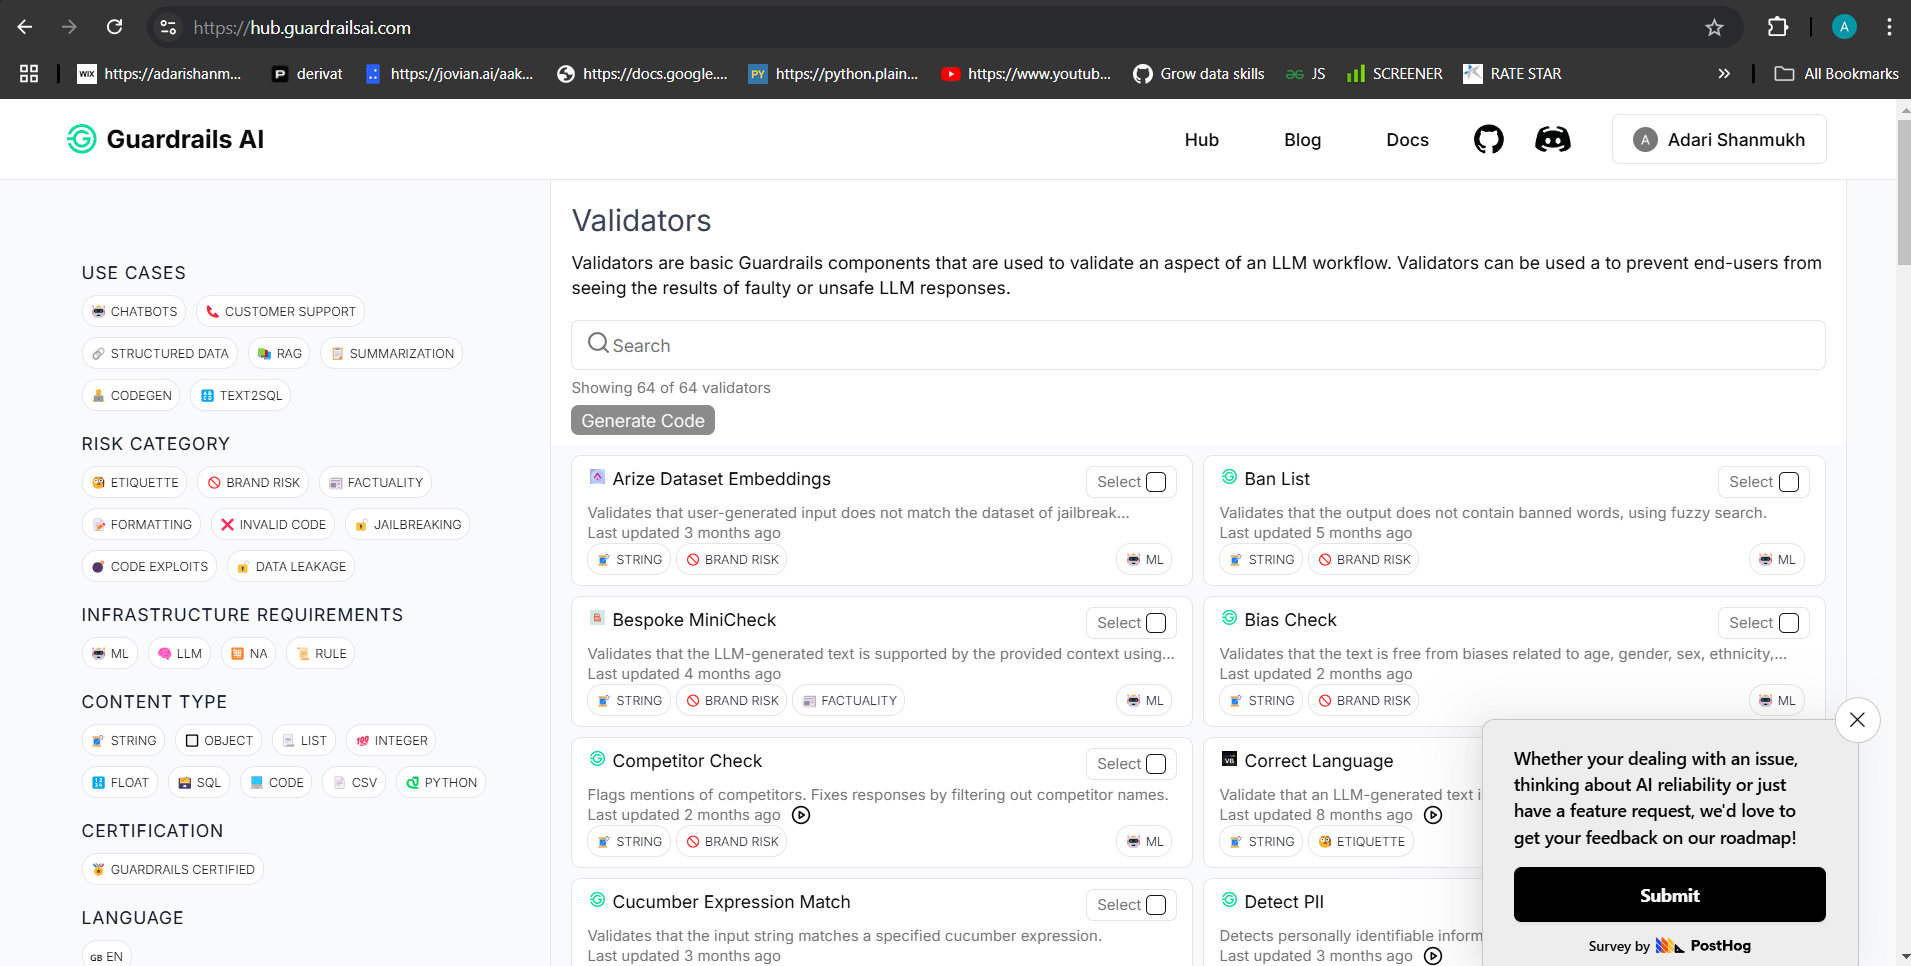 https://hub.guardrailsai.com
A
WIX https://adarishanm...
P derivat
https://jovian.ai/aak...
https://docs.google....
PY https://python.plain...
https://www.youtub...
Grow data skills
JS
SCREENER
RATE STAR
»
All Bookmarks
Guardrails AI
Hub
Blog
Docs
A Adari Shanmukh
USE CASES
CHATBOTS
CUSTOMER SUPPORT
STRUCTURED DATA
RAG
SUMMARIZATION
CODEGEN
TEXT2SQL
RISK CATEGORY
ETIQUETTE
BRAND RISK
FACTUALITY
FORMATTING
INVALID CODE
JAILBREAKING
CODE EXPLOITS
DATA LEAKAGE
INFRASTRUCTURE REQUIREMENTS
ML
LLM
NA
RULE
CONTENT TYPE
STRING
OBJECT
LIST
INTEGER
FLOAT
SQL
CODE
CSV
PYTHON
CERTIFICATION
GUARDRAILS CERTIFIED
LANGUAGE
GB EN
Validators
Validators are basic Guardrails components that are used to validate an aspect of an LLM workflow. Validators can be used a to prevent end-users from
seeing the results of faulty or unsafe LLM responses.
Search
Showing 64 of 64 validators
Generate Code
Arize Dataset Embeddings
Select
Validates that user-generated input does not match the dataset of jailbreak...
Last updated 3 months ago
STRING
BRAND RISK
ML
Ban List
Select
Validates that the output does not contain banned words, using fuzzy search.
Last updated 5 months ago
STRING
BRAND RISK
ML
Bespoke MiniCheck
Select
Validates that the LLM-generated text is supported by the provided context using...
Last updated 4 months ago
STRING
BRAND RISK
FACTUALITY
ML
Bias Check
Select
Validates that the text is free from biases related to age, gender, sex, ethnicity,...
Last updated 2 months ago
STRING
BRAND RISK
ML
Competitor Check
Select
Flags mentions of competitors. Fixes responses by filtering out competitor names.
Last updated 2 months ago
STRING
BRAND RISK
ML
Correct Language
Validate that an LLM-generated text i
Last updated 8 months ago
STRING
ETIQUETTE
Cucumber Expression Match
Select
Validates that the input string matches a specified cucumber expression.
Last updated 3 months ago
Detect PII
Detects personally identifiable inform
Last updated 3 months ago
Whether your dealing with an issue,
thinking about AI reliability or just
have a feature request, we'd love to
get your feedback on our roadmap!
Submit
Survey by PostHog